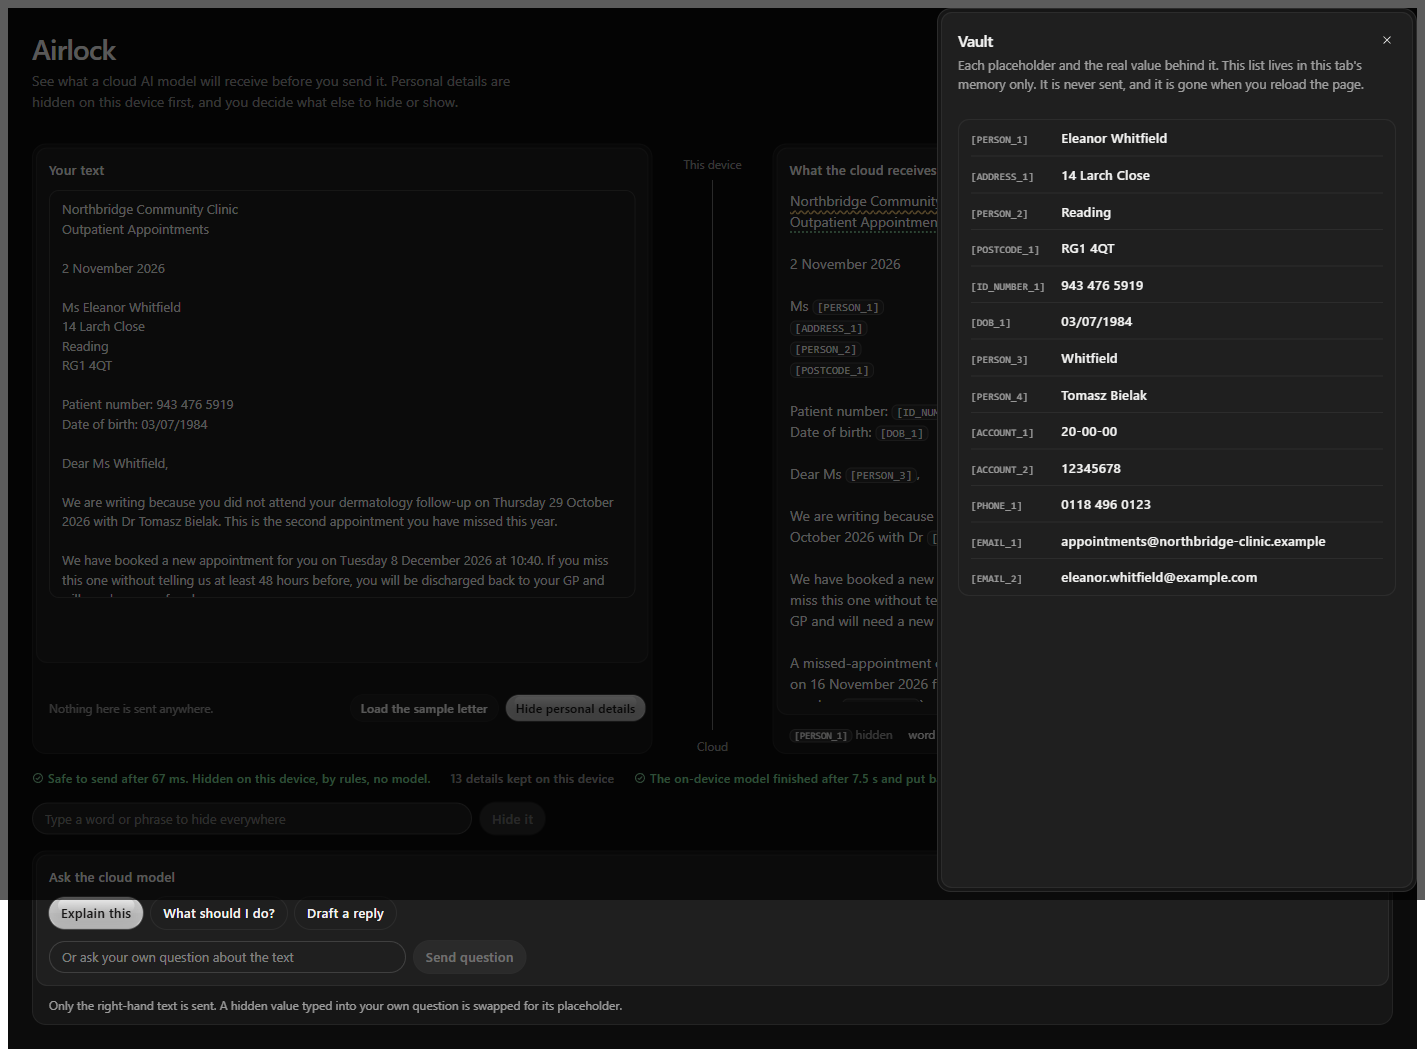 Airlock
See what a cloud AI model will receive before you send it. Personal details are
hidden on this device first, and you decide what else to hide or show.
Your text
Northbridge Community Clinic
Outpatient Appointments
2 November 2026
Ms Eleanor Whitfield
14 Larch Close
Reading
RG1 4QT
Patient number: 943 476 5919
Date of birth: 03/07/1984
Dear Ms Whitfield,
We are writing because you did not attend your dermatology follow-up on Thursday 29 October
2026 with Dr Tomasz Bielak. This is the second appointment you have missed this year.
We have booked a new appointment for you on Tuesday 8 December 2026 at 10:40. If you miss
this one without telling us at least 48 hours before, you will be discharged back to your GP and
Nothing here is sent anywhere.
Load the sample letter
Hide personal details
This device
Cloud
What the cloud receives
Northbridge Community
Outpatient Appointmen
2 November 2026
Ms [PERSON_1]
[ADDRESS_1]
[PERSON_2]
[POSTCODE_1]
Patient number: [ID_NUM
Date of birth: [DOB_1]
Dear Ms [PERSON_3],
We are writing because
October 2026 with Dr [
We have booked a new
miss this one without te
GP and will need a new
A missed-appointment
on 16 November 2026 f
[PERSON_1] hidden word
Safe to send after 67 ms. Hidden on this device, by rules, no model.
13 details kept on this device
The on-device model finished after 7.5 s and put b
Type a word or phrase to hide everywhere
Hide it
Ask the cloud model
Explain this
What should I do?
Draft a reply
Or ask your own question about the text
Send question
Only the right-hand text is sent. A hidden value typed into your own question is swapped for its placeholder.
Vault
Each placeholder and the real value behind it. This list lives in this tab's
memory only. It is never sent, and it is gone when you reload the page.
[PERSON_1] Eleanor Whitfield
[ADDRESS_1] 14 Larch Close
[PERSON_2] Reading
[POSTCODE_1] RG1 4QT
[ID_NUMBER_1] 943 476 5919
[DOB_1] 03/07/1984
[PERSON_3] Whitfield
[PERSON_4] Tomasz Bielak
[ACCOUNT_1] 20-00-00
[ACCOUNT_2] 12345678
[PHONE_1] 0118 496 0123
[EMAIL_1] appointments@northbridge-clinic.example
[EMAIL_2] eleanor.whitfield@example.com